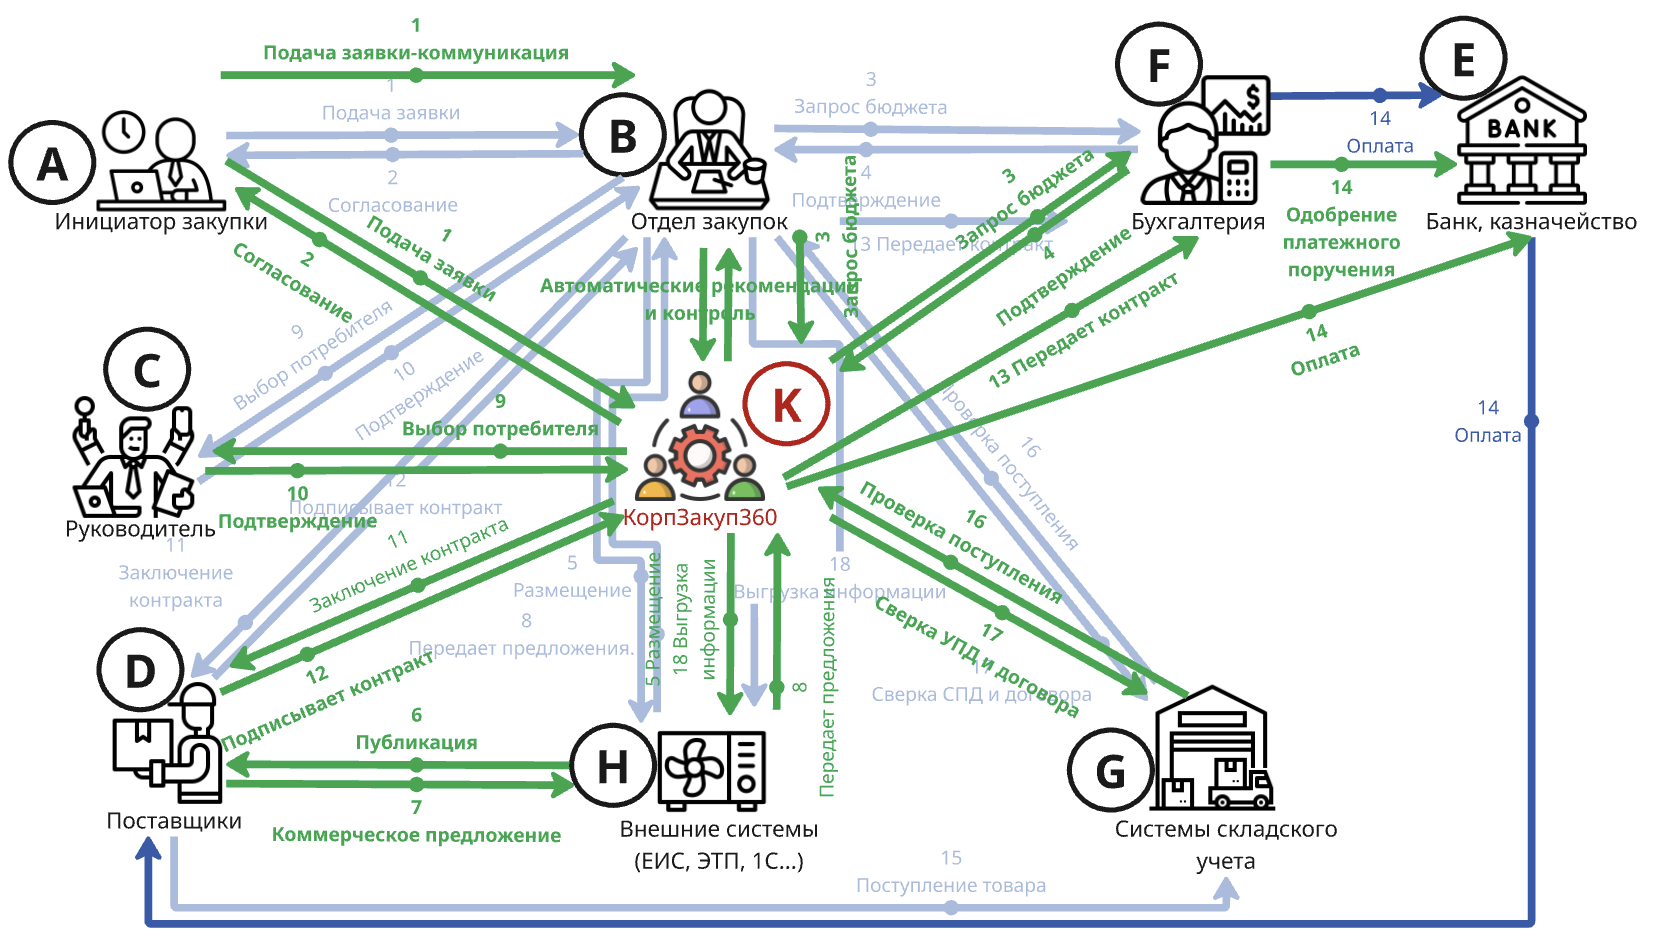 1
Подача заявки-коммуникация
1
Подача заявки
2
Согласование
A
Инициатор закупки
B
Отдел закупок
3
Запрос бюджета
4
Подтверждение
13 Передает контракт
F
Бухгалтерия
E
BANK
Банк, казначейство
14
Оплата
14
Одобрение
платежного
поручения
1
Подача заявки
2
Согласование
Автоматические рекомендации
и контроль
3
Запрос бюджета
3
Запрос бюджета
4
Подтверждение
13 Передает контракт
14
Оплата
14
Оплата
9
Выбор потребителя
10
Подтверждение
C
Руководитель
9
Выбор потребителя
10
Подтверждение
12
Подписывает контракт
K
КорпЗакуп360
11
Заключение
контракта
11
Заключение контракта
12
Подписывает контракт
5
Размещение
8
Передает предложения.
5 Размещение
18 Выгрузка
информации
18
Выгрузка информации
8
Передает предложения
16
Проверка поступления
16
Проверка поступления
17
Сверка УПД и договора
17
Сверка СПД и договора
D
Поставщики
6
Публикация
7
Коммерческое предложение
H
Внешние системы
(ЕИС, ЭТП, 1С...)
G
Системы складского
учета
15
Поступление товара